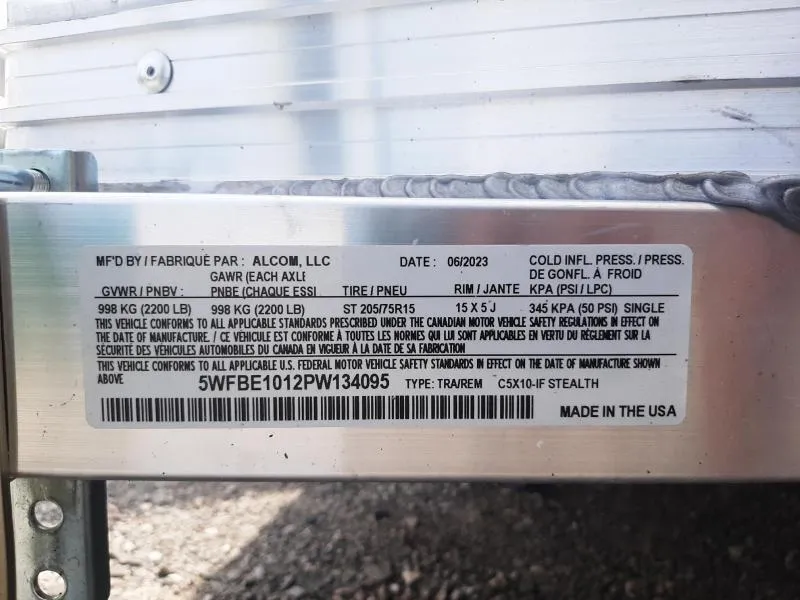 MF'D BY / FABRIQUÉ PAR : ALCOM, LLC DATE : 06/2023 COLD INFL. PRESS. / PRESS.
GAWR (EACH AXLE DE GONFL. À FROID
GVWR / PNBV : PNBE (CHAQUE ESSI TIRE / PNEU RIM / JANTE KPA (PSI / LPC)
998 KG (2200 LB) 998 KG (2200 LB) ST 205/75R15 15 X 5 J 345 KPA (50 PSI) SINGLE
THIS VEHICLE CONFORMS TO ALL APPLICABLE STANDARDS PRESCRIBED UNDER THE CANADIAN MOTOR VEHICLE SAFETY REGULATIONS IN EFFECT ON
THE DATE OF MANUFACTURE. / CE VÉHICULE EST CONFORME À TOUTES LES NORMES QUI LUI SONT APPLICABLES EN VERTU DU RÈGLEMENT SUR LA
SÉCURITÉ DES VÉHICULES AUTOMOBILES DU CANADA EN VIGUEUR À LA DATE DE SA FABRICATION.
THIS VEHICLE CONFORMS TO ALL APPLICABLE U.S. FEDERAL MOTOR VEHICLE SAFETY STANDARDS IN EFFECT ON THE DATE OF MANUFACTURE SHOWN
ABOVE 5WFBE1012PW134095 TYPE: TRA/REM C5X10-IF STEALTH
MADE IN THE USA